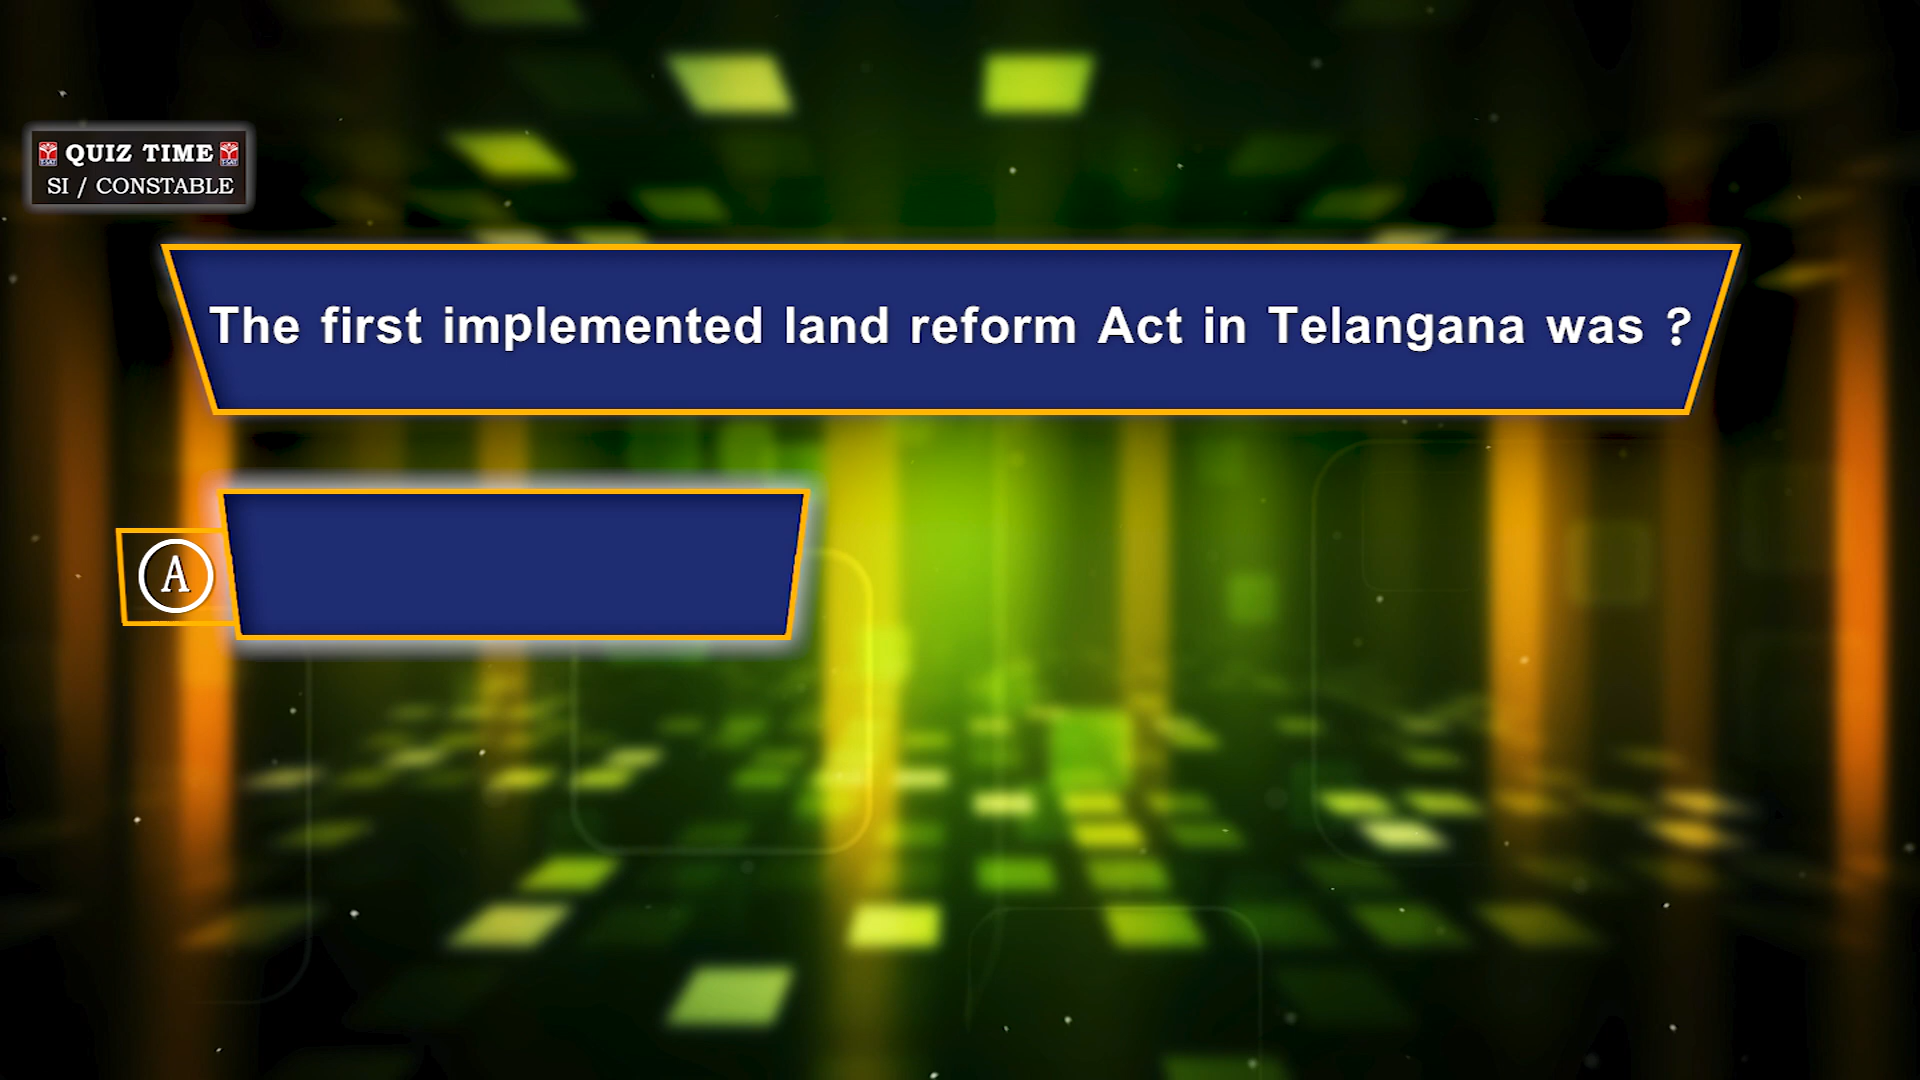 QUIZ TIME
SI / CONSTABLE
The first implemented land reform Act in Telangana was ?
A